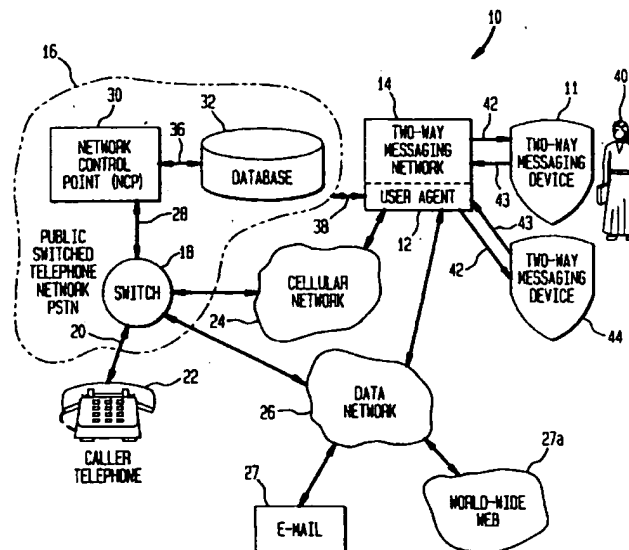 10
16
30
NETWORK
CONTROL
POINT (NCP)
36
32
DATABASE
14
TWO-WAY
MESSAGING
NETWORK
USER AGENT
12
42
43
11
TWO-WAY
MESSAGING
DEVICE
40
38
28
PUBLIC
SWITCHED
TELEPHONE
NETWORK
PSTN
18
SWITCH
20
22
CALLER
TELEPHONE
CELLULAR
NETWORK
24
43
42
TWO-WAY
MESSAGING
DEVICE
44
DATA
NETWORK
26
27
E-MAIL
27a
WORLD-WIDE
WEB